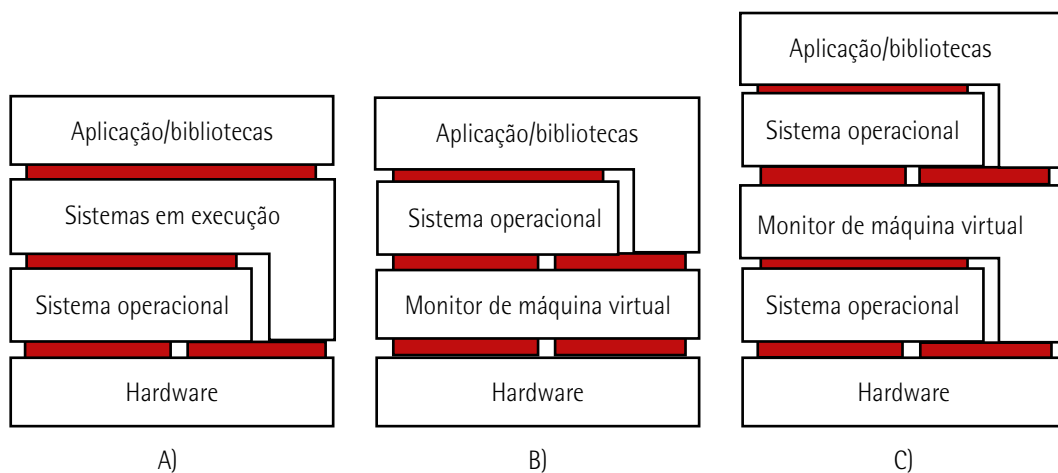 Aplicação/bibliotecas
Sistemas em execução
Sistema operacional
Hardware
A)
Aplicação/bibliotecas
Sistema operacional
Monitor de máquina virtual
Hardware
B)
Aplicação/bibliotecas
Sistema operacional
Monitor de máquina virtual
Sistema operacional
Hardware
C)